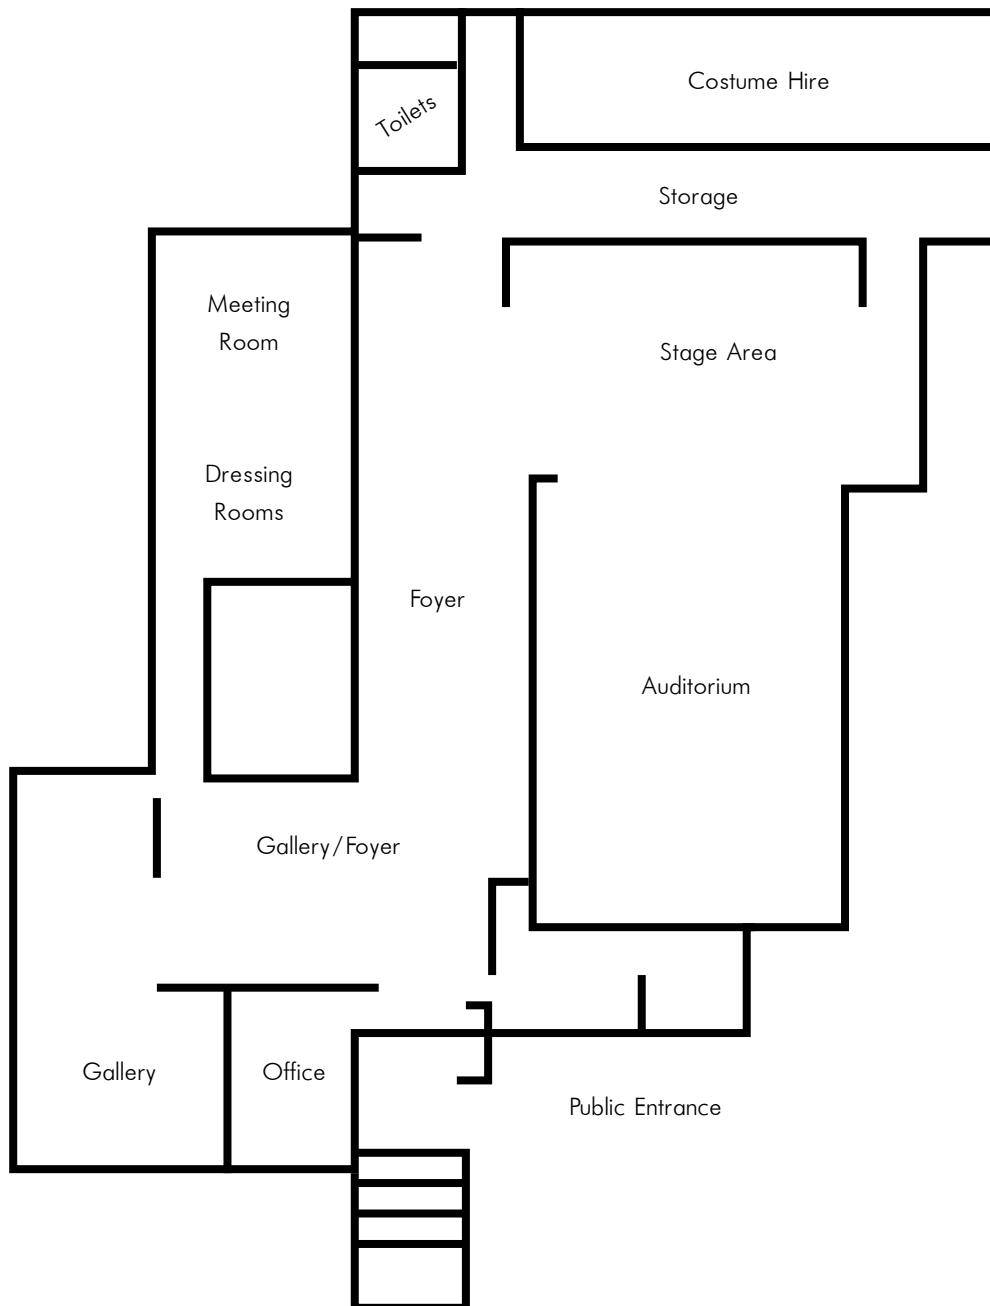 Costume Hire
Toilets
Storage
Meeting
Room
Stage Area
Dressing
Rooms
Foyer
Auditorium
Gallery/Foyer
Gallery
Office
Public Entrance